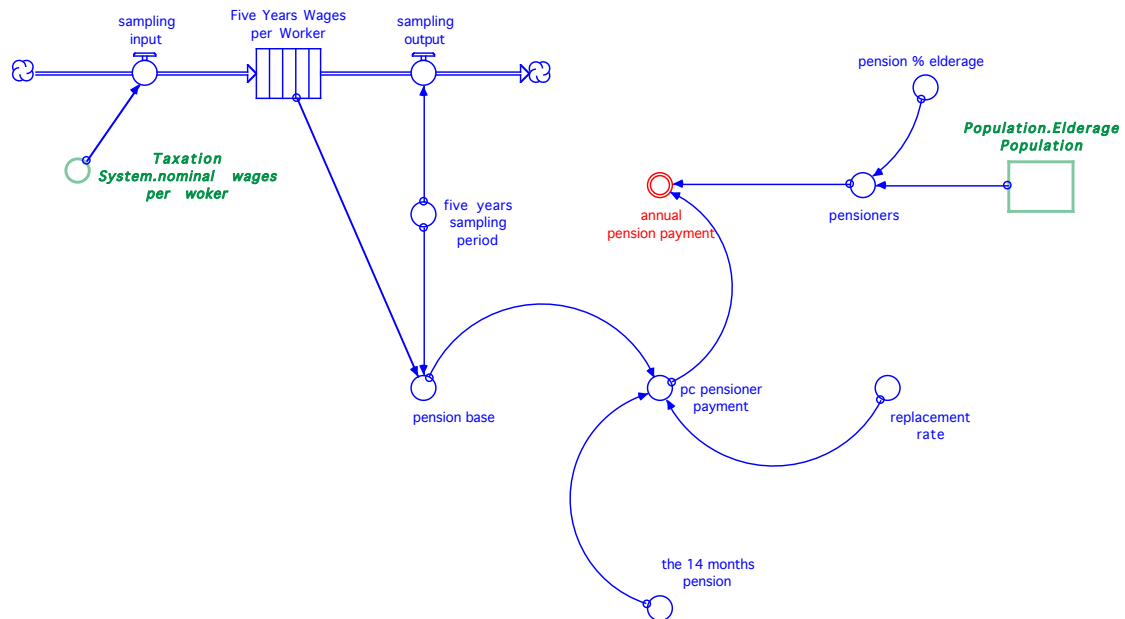 sampling
input
Five Years Wages
per Worker
sampling
output
pension % elderage
Population.Elderage
Population
Taxation
System.nominal wages
per woker
five years
sampling
period
annual
pension payment
pensioners
pension base
pc pensioner
payment
replacement
rate
the 14 months
pension